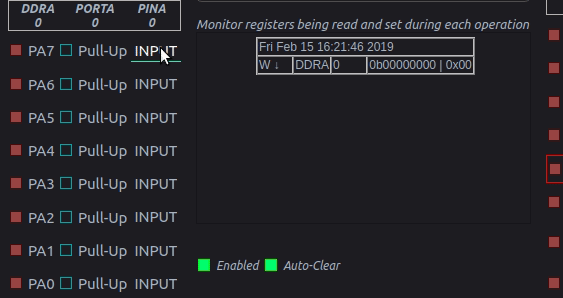 DDRA PORTA PINA
0 0 0
PA7 Pull-Up INPUT
PA6 Pull-Up INPUT
PA5 Pull-Up INPUT
PA4 Pull-Up INPUT
PA3 Pull-Up INPUT
PA2 Pull-Up INPUT
PA1 Pull-Up INPUT
PA0 Pull-Up INPUT
Monitor registers being read and set during each operation
Fri Feb 15 16:21:46 2019
W ↓ DDRA 0 0b00000000 | 0x00
Enabled Auto-Clear